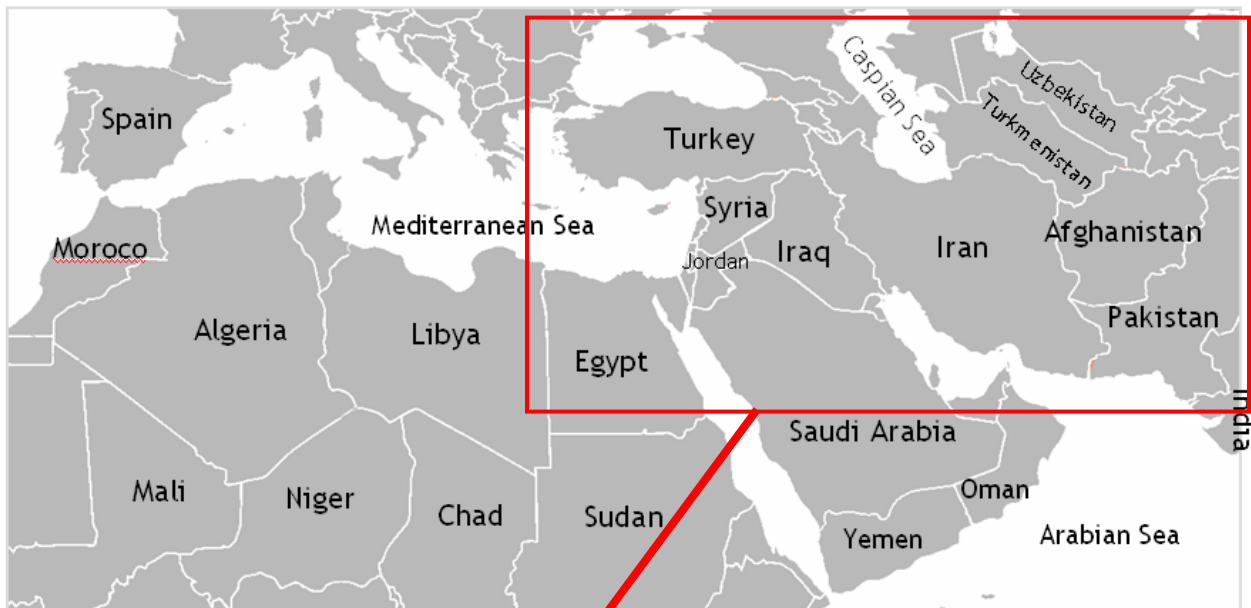 Spain
Turkey
Caspian Sea
Uzbekistan
Turkmenistan
Mediterranean Sea
Syria
Moroco
Jordan
Iraq
Iran
Afghanistan
Algeria
Libya
Egypt
Pakistan
India
Saudi Arabia
Mali
Niger
Chad
Sudan
Oman
Yemen
Arabian Sea